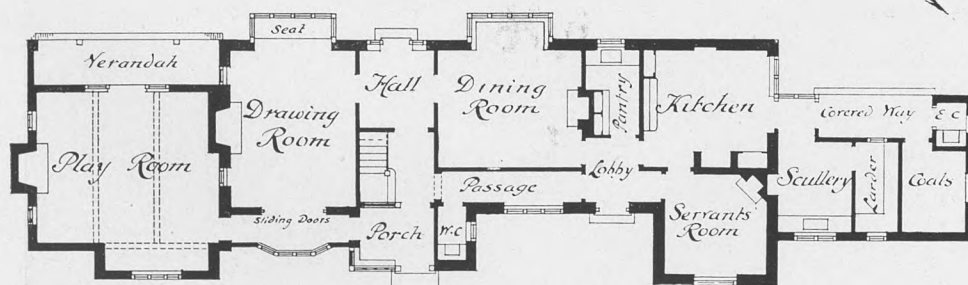 Seat
Verandah
Hall
Dining
Room
Pantry
Kitchen
Drawing
Room
Covered Way
E C
Play Room
Lobby
Scullery
Larder
Coals
Passage
Sliding Doors
Porch
W.C
Servants'
Room